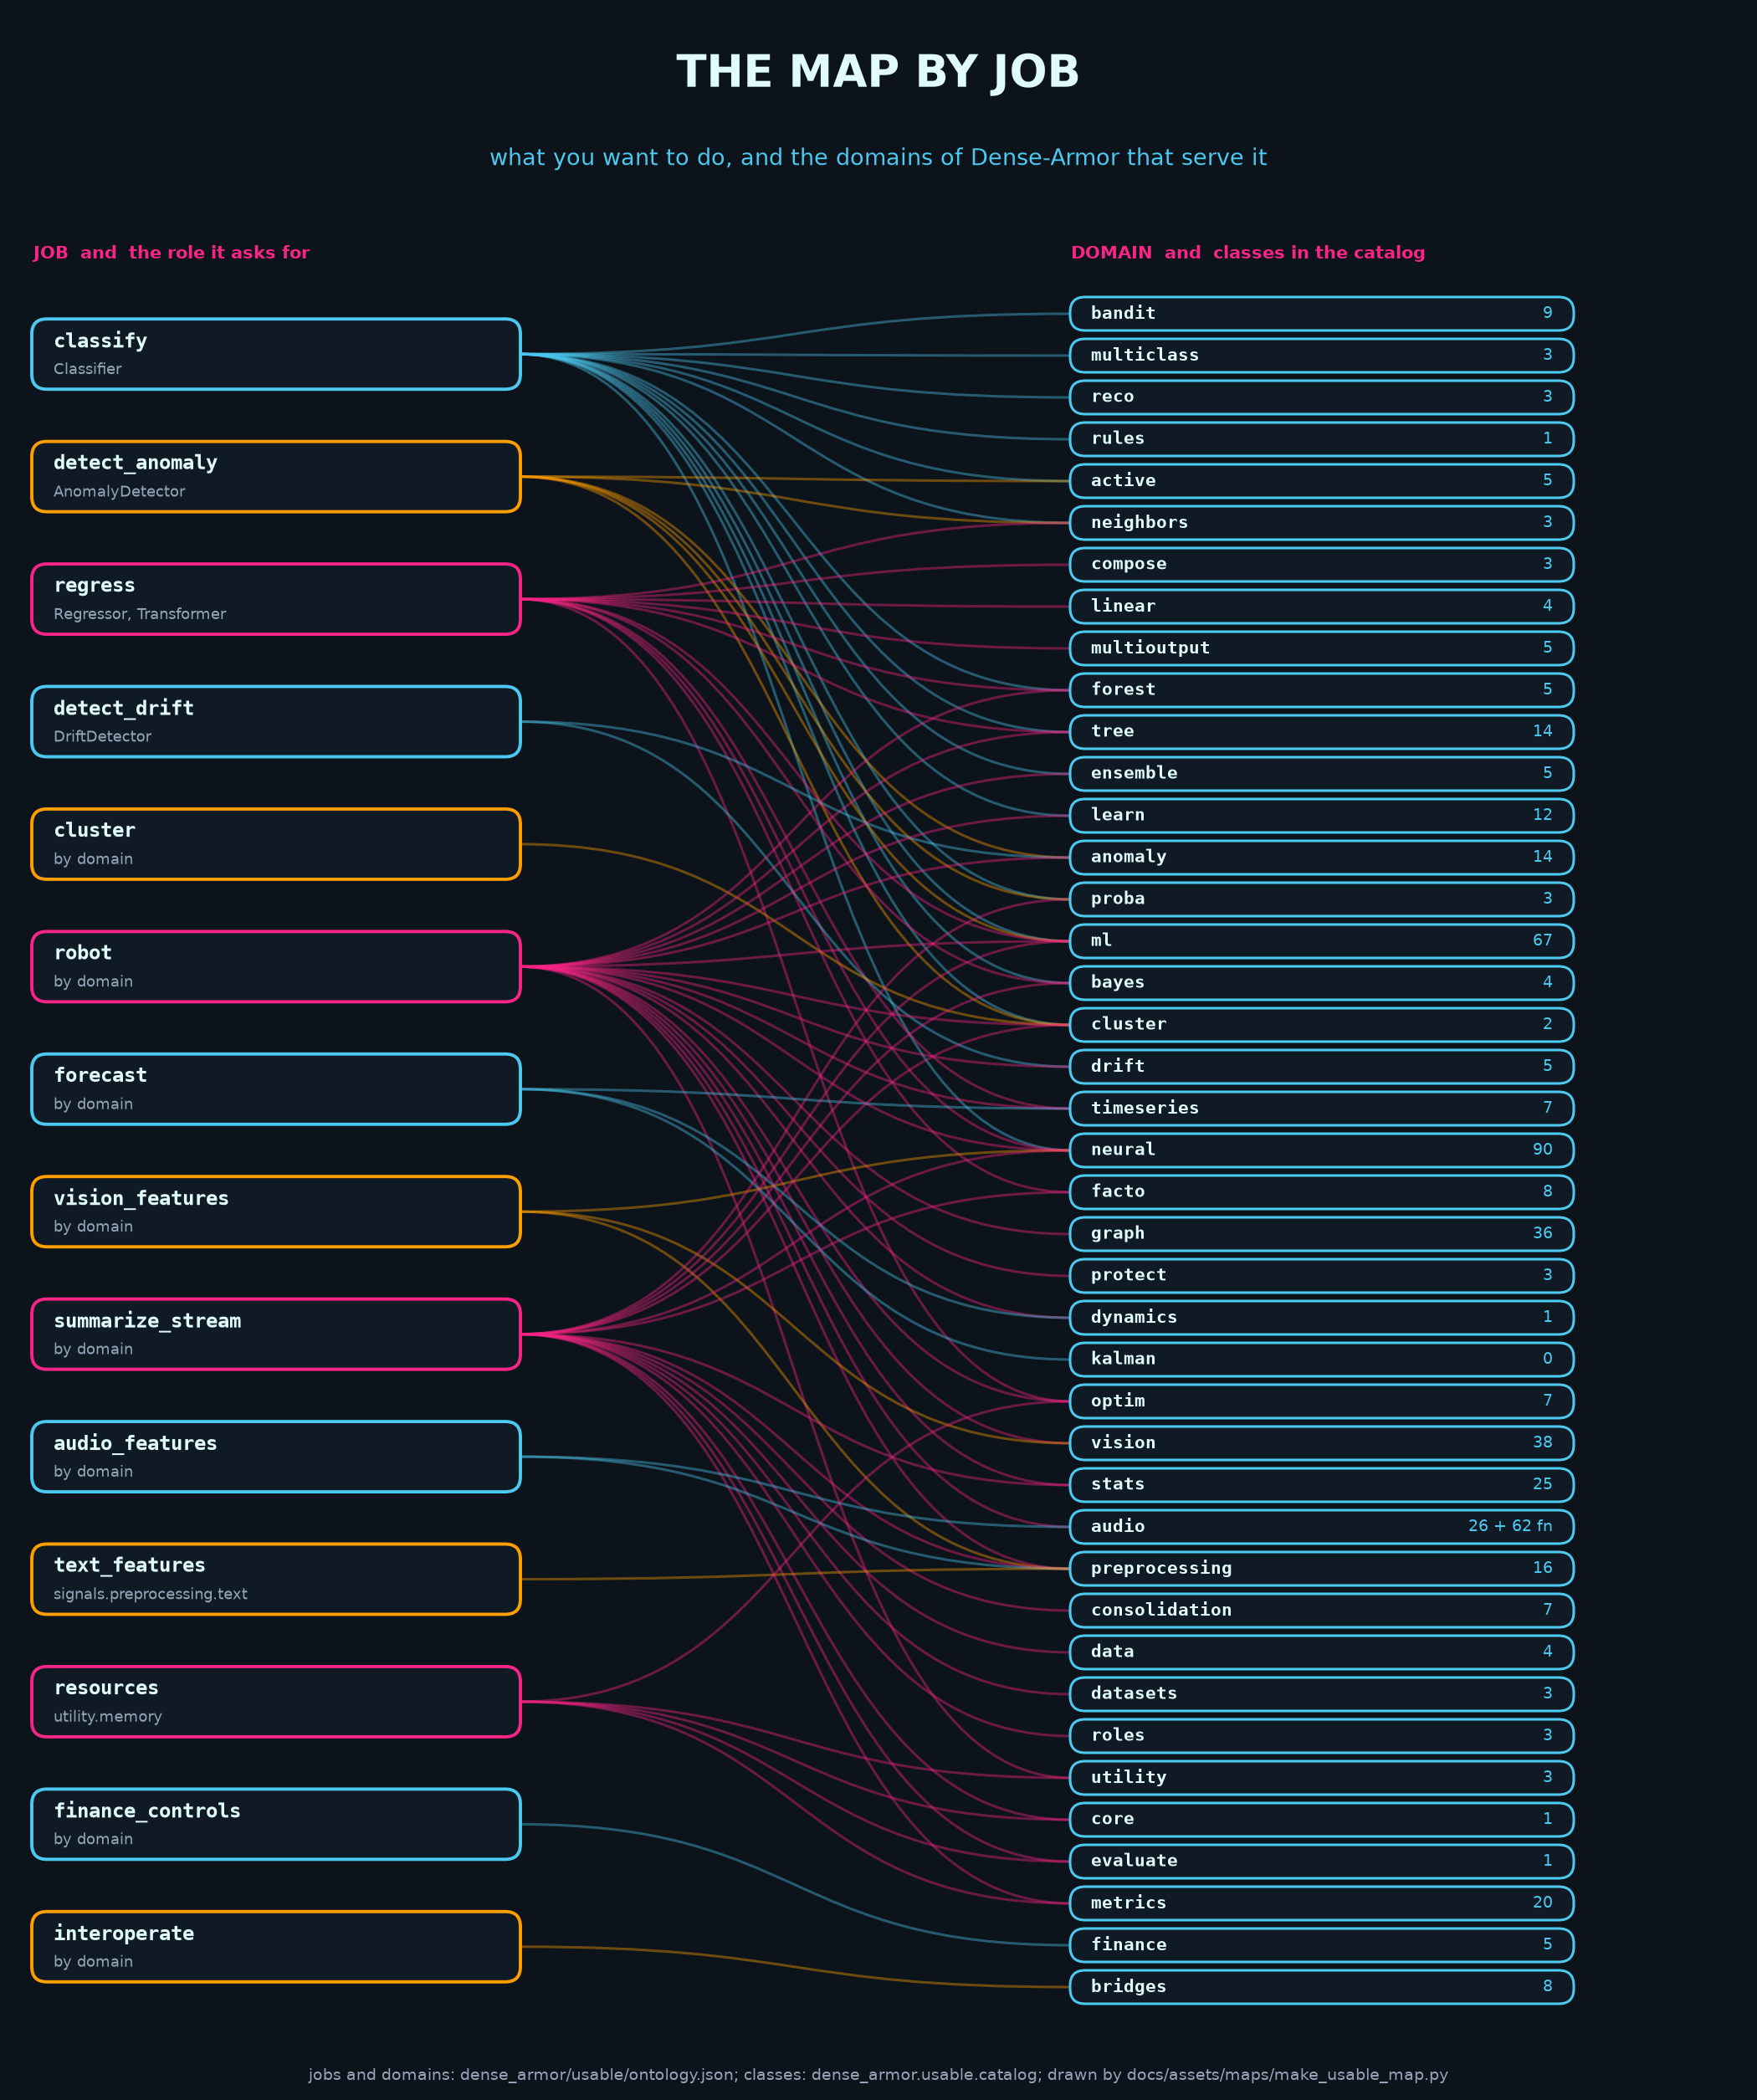 THE MAP BY JOB
what you want to do, and the domains of Dense-Armor that serve it
JOB and the role it asks for
classify
Classifier
detect_anomaly
AnomalyDetector
regress
Regressor, Transformer
detect_drift
DriftDetector
cluster
by domain
robot
by domain
forecast
by domain
vision_features
by domain
summarize_stream
by domain
audio_features
by domain
text_features
signals.preprocessing.text
resources
utility.memory
finance_controls
by domain
interoperate
by domain
DOMAIN and classes in the catalog
bandit 9
multiclass 3
reco 3
rules 1
active 5
neighbors 3
compose 3
linear 4
multioutput 5
forest 5
tree 14
ensemble 5
learn 12
anomaly 14
proba 3
ml 67
bayes 4
cluster 2
drift 5
timeseries 7
neural 90
facto 8
graph 36
protect 3
dynamics 1
kalman 0
optim 7
vision 38
stats 25
audio 26 + 62 fn
preprocessing 16
consolidation 7
data 4
datasets 3
roles 3
utility 3
core 1
evaluate 1
metrics 20
finance 5
bridges 8
jobs and domains: dense_armor/usable/ontology.json; classes: dense_armor.usable.catalog; drawn by docs/assets/maps/make_usable_map.py